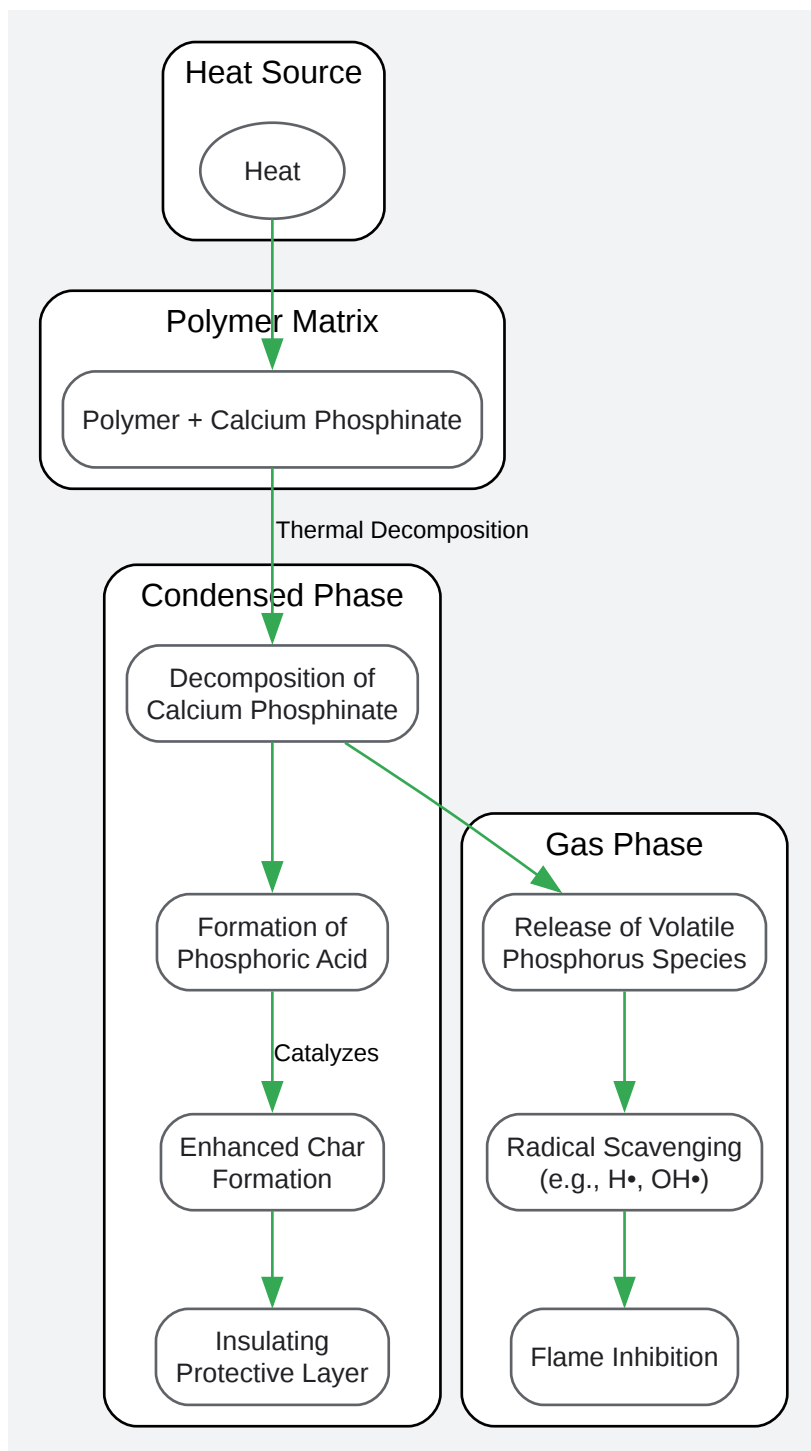 Heat Source
Heat
Polymer Matrix
Polymer + Calcium Phosphinate
Thermal Decomposition
Condensed Phase
Decomposition of
Calcium Phosphinate
Gas Phase
Formation of
Phosphoric Acid
Release of Volatile
Phosphorus Species
Catalyzes
Enhanced Char
Formation
Radical Scavenging
(e.g., H•, OH•)
Insulating
Protective Layer
Flame Inhibition